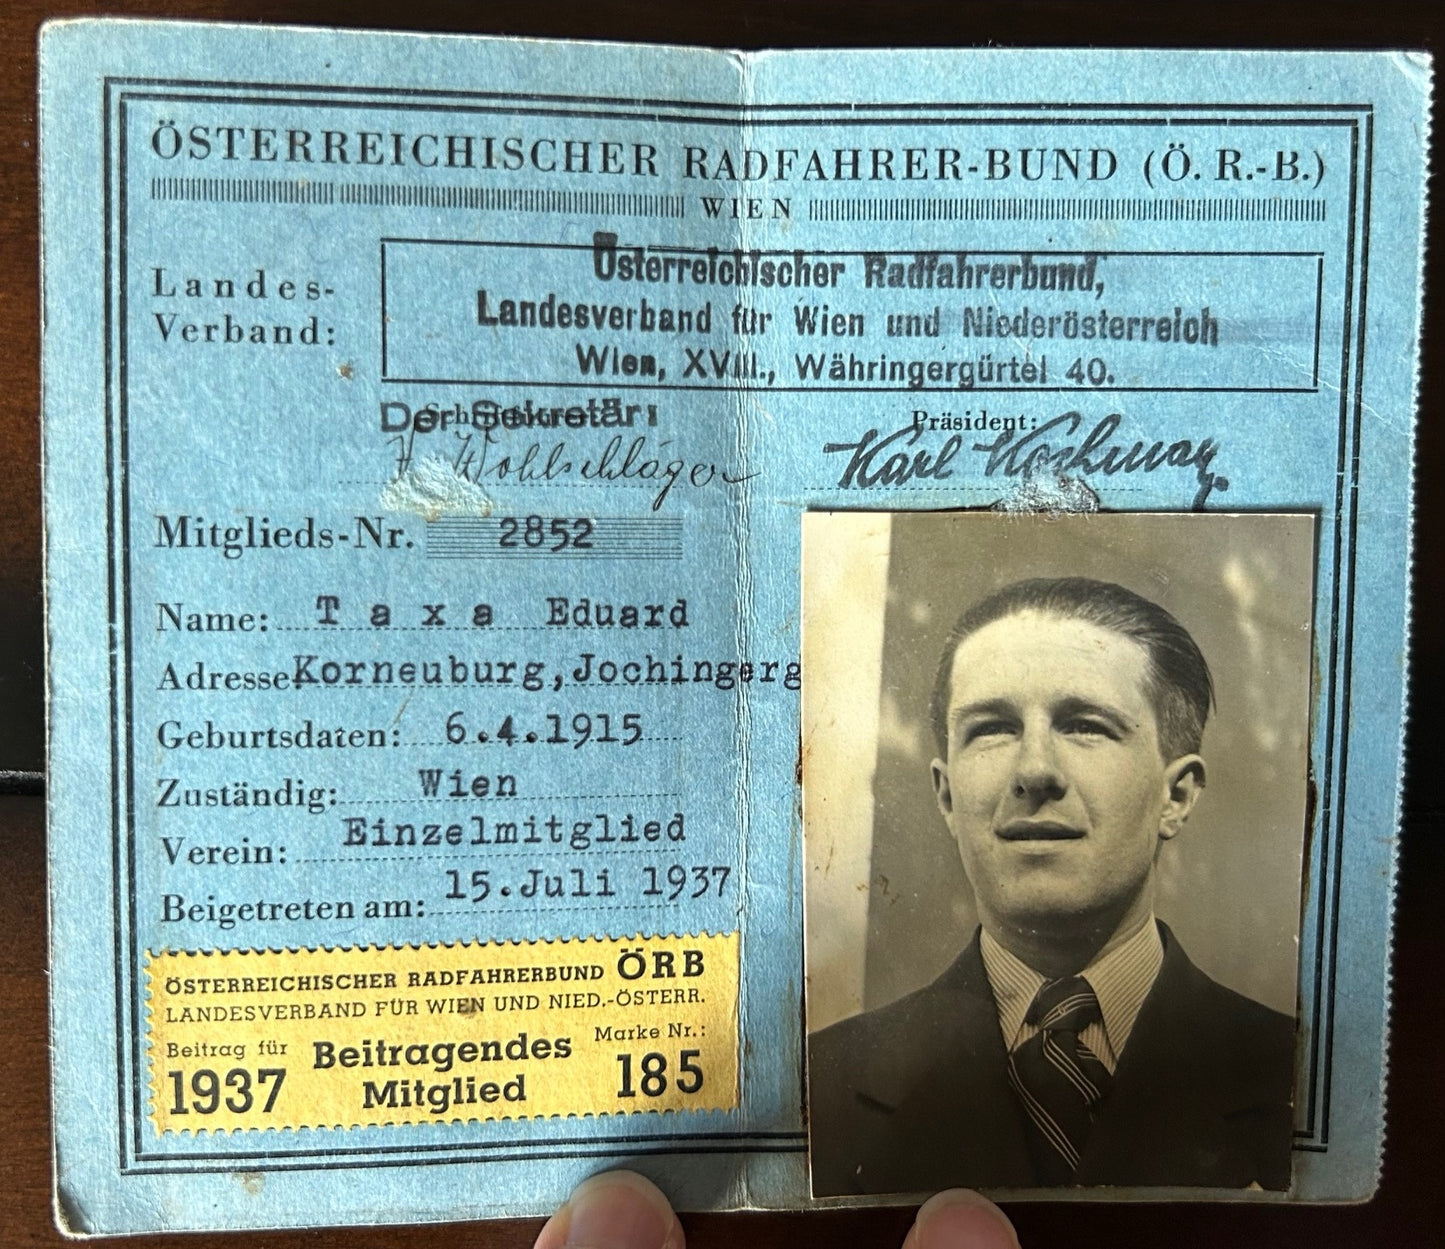 ÖSTERREICHISCHER RADFAHRER-BUND (Ö. R.-B.)
WIEN
Landes-
Verband:
Österreichischer Radfahrerbund,
Landesverband für Wien und Niederösterreich
Wien, XVIII., Währingergürtel 40.
Der Sekretär:
Präsident:
Wohlschläger
Karl
Mitglieds-Nr. 2852
Name: Taxa Eduard
Adresse Korneuburg, Jochingerg
Geburtsdaten: 6.4.1915
Zuständig: Wien
Verein: Einzelmitglied
Beigetreten am: 15.Juli 1937
ÖSTERREICHISCHER RADFAHRERBUND ÖRB
LANDESVERBAND FÜR WIEN UND NIED.-ÖSTERR.
Beitrag für Beitragendes Marke Nr.:
1937 Mitglied 185